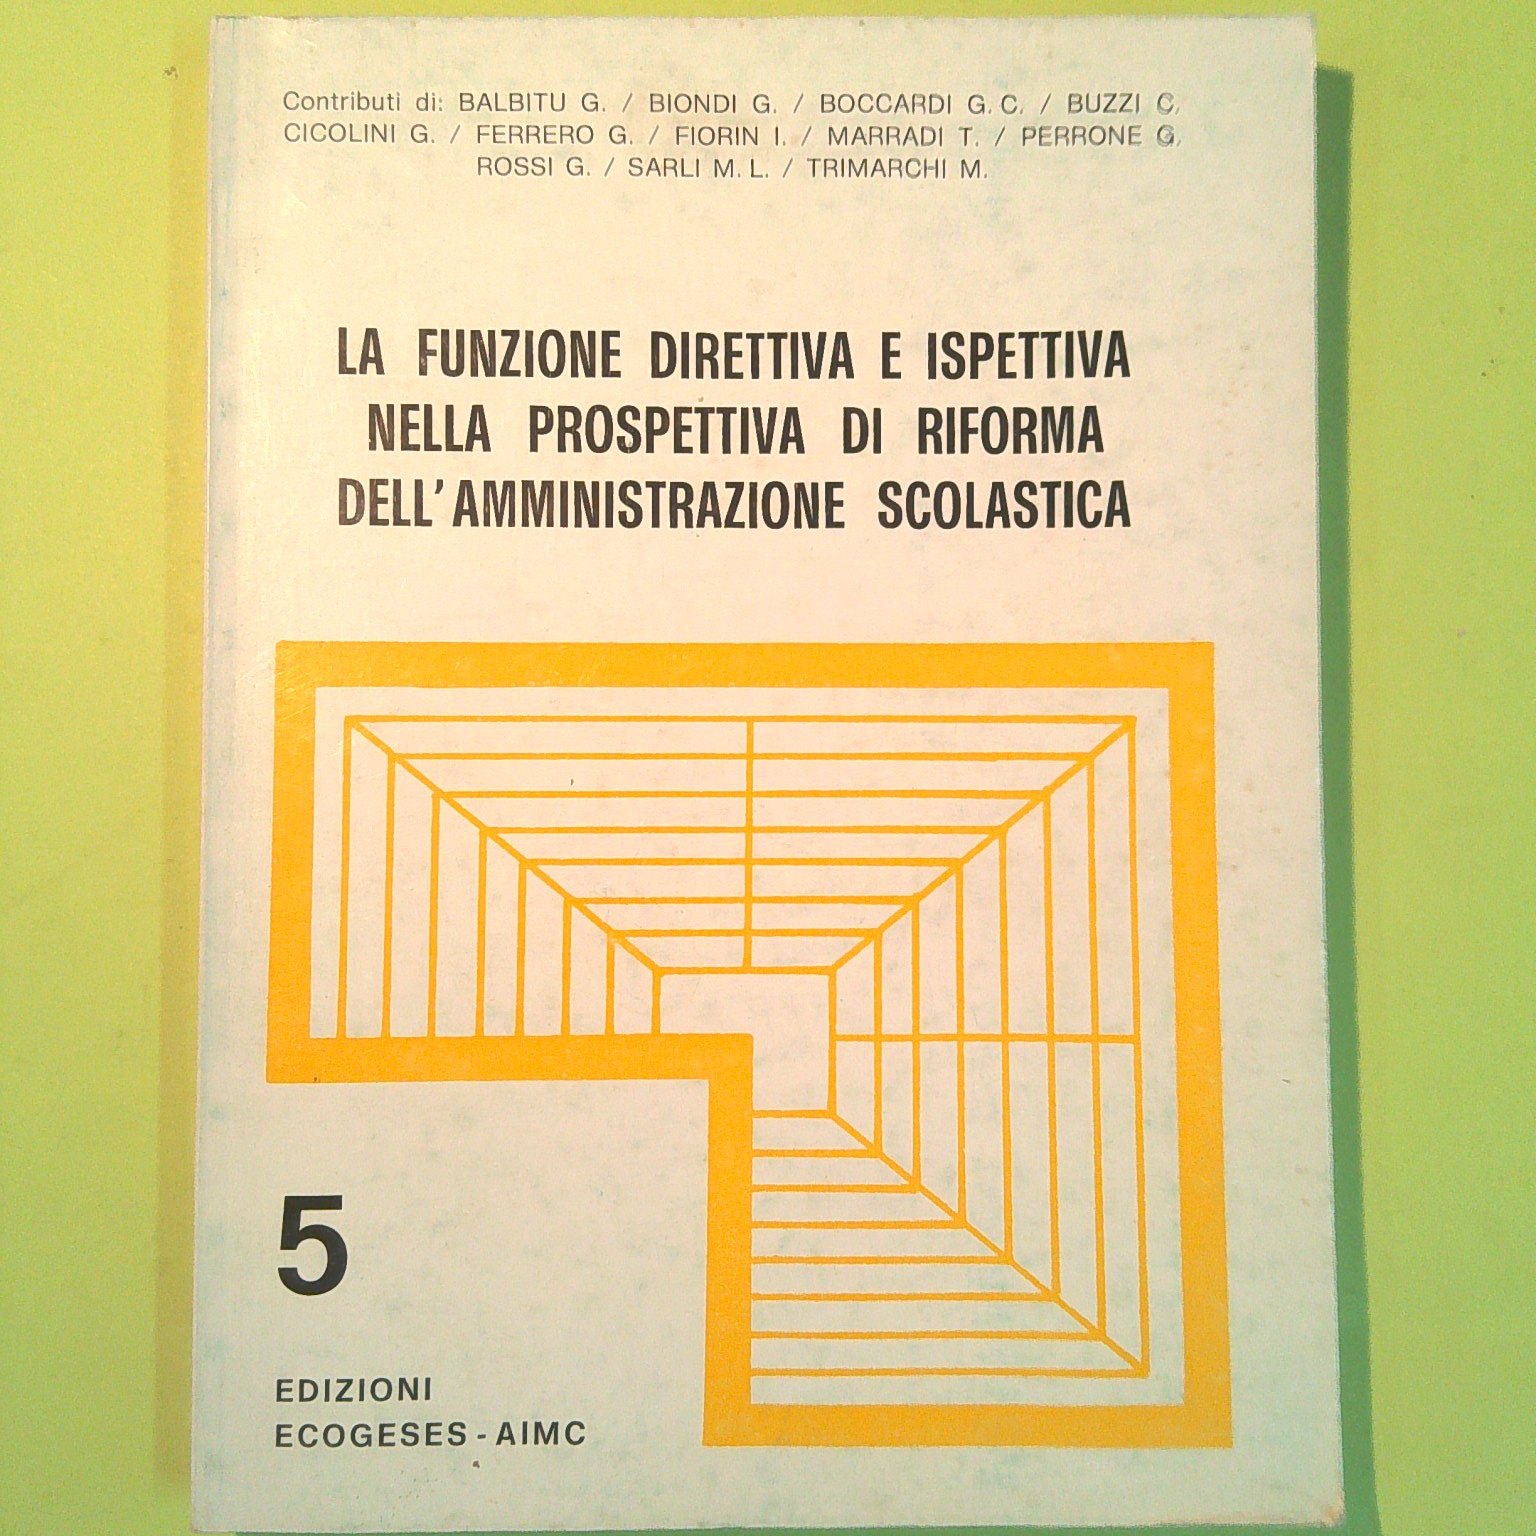 Contributi di: BALBITU G. / BIONDI G. / BOCCARDI G. C. / BUZZI C.
CICOLINI G. / FERRERO G. / FIORIN I. / MARRADI T. / PERRONE G.
ROSSI G. / SARLI M. L. / TRIMARCHI M.
LA FUNZIONE DIRETTIVA E ISPETTIVA
NELLA PROSPETTIVA DI RIFORMA
DELL'AMMINISTRAZIONE SCOLASTICA
5
EDIZIONI
ECOGESES - AIMC